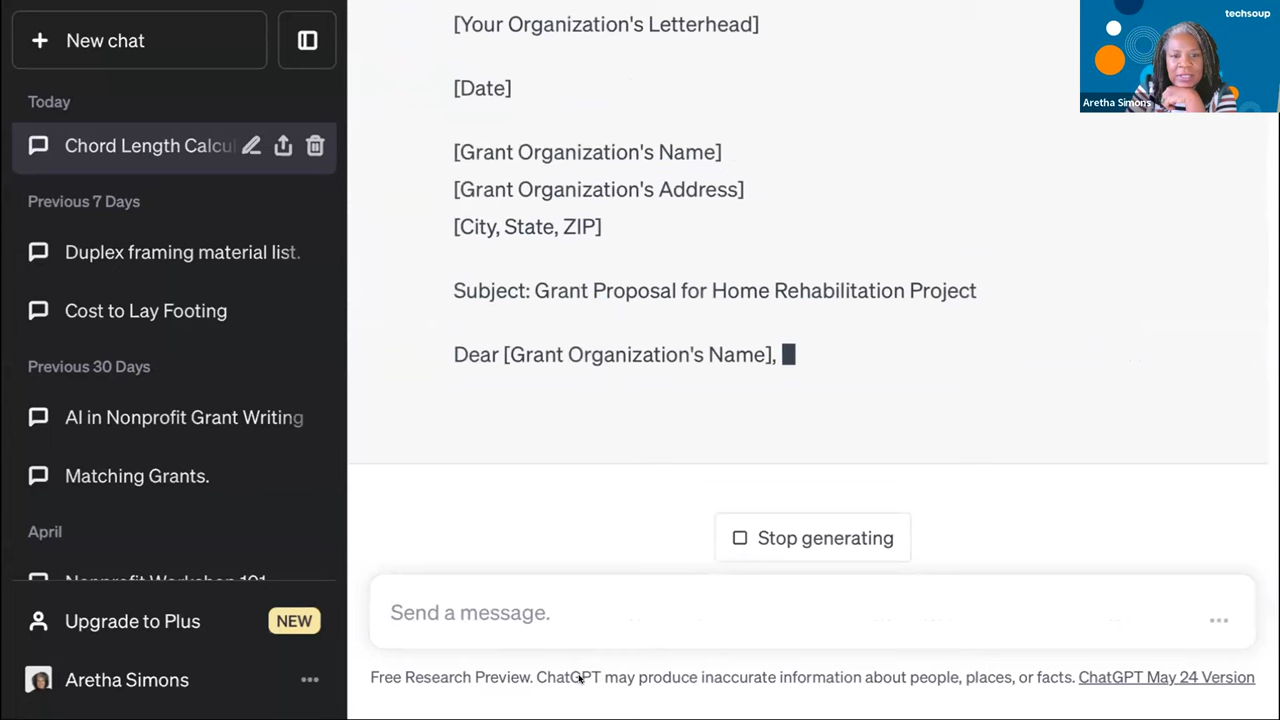 New chat
Today
Chord Length Calcu
Previous 7 Days
Duplex framing material list.
Cost to Lay Footing
Previous 30 Days
AI in Nonprofit Grant Writing
Matching Grants.
April
Nonprofit Workshop 101
Upgrade to Plus NEW
Aretha Simons
[Your Organization's Letterhead]
[Date]
[Grant Organization's Name]
[Grant Organization's Address]
[City, State, ZIP]
Subject: Grant Proposal for Home Rehabilitation Project
Dear [Grant Organization's Name],
Stop generating
Send a message.
Free Research Preview. ChatGPT may produce inaccurate information about people, places, or facts. ChatGPT May 24 Version
techsoup
Aretha Simons